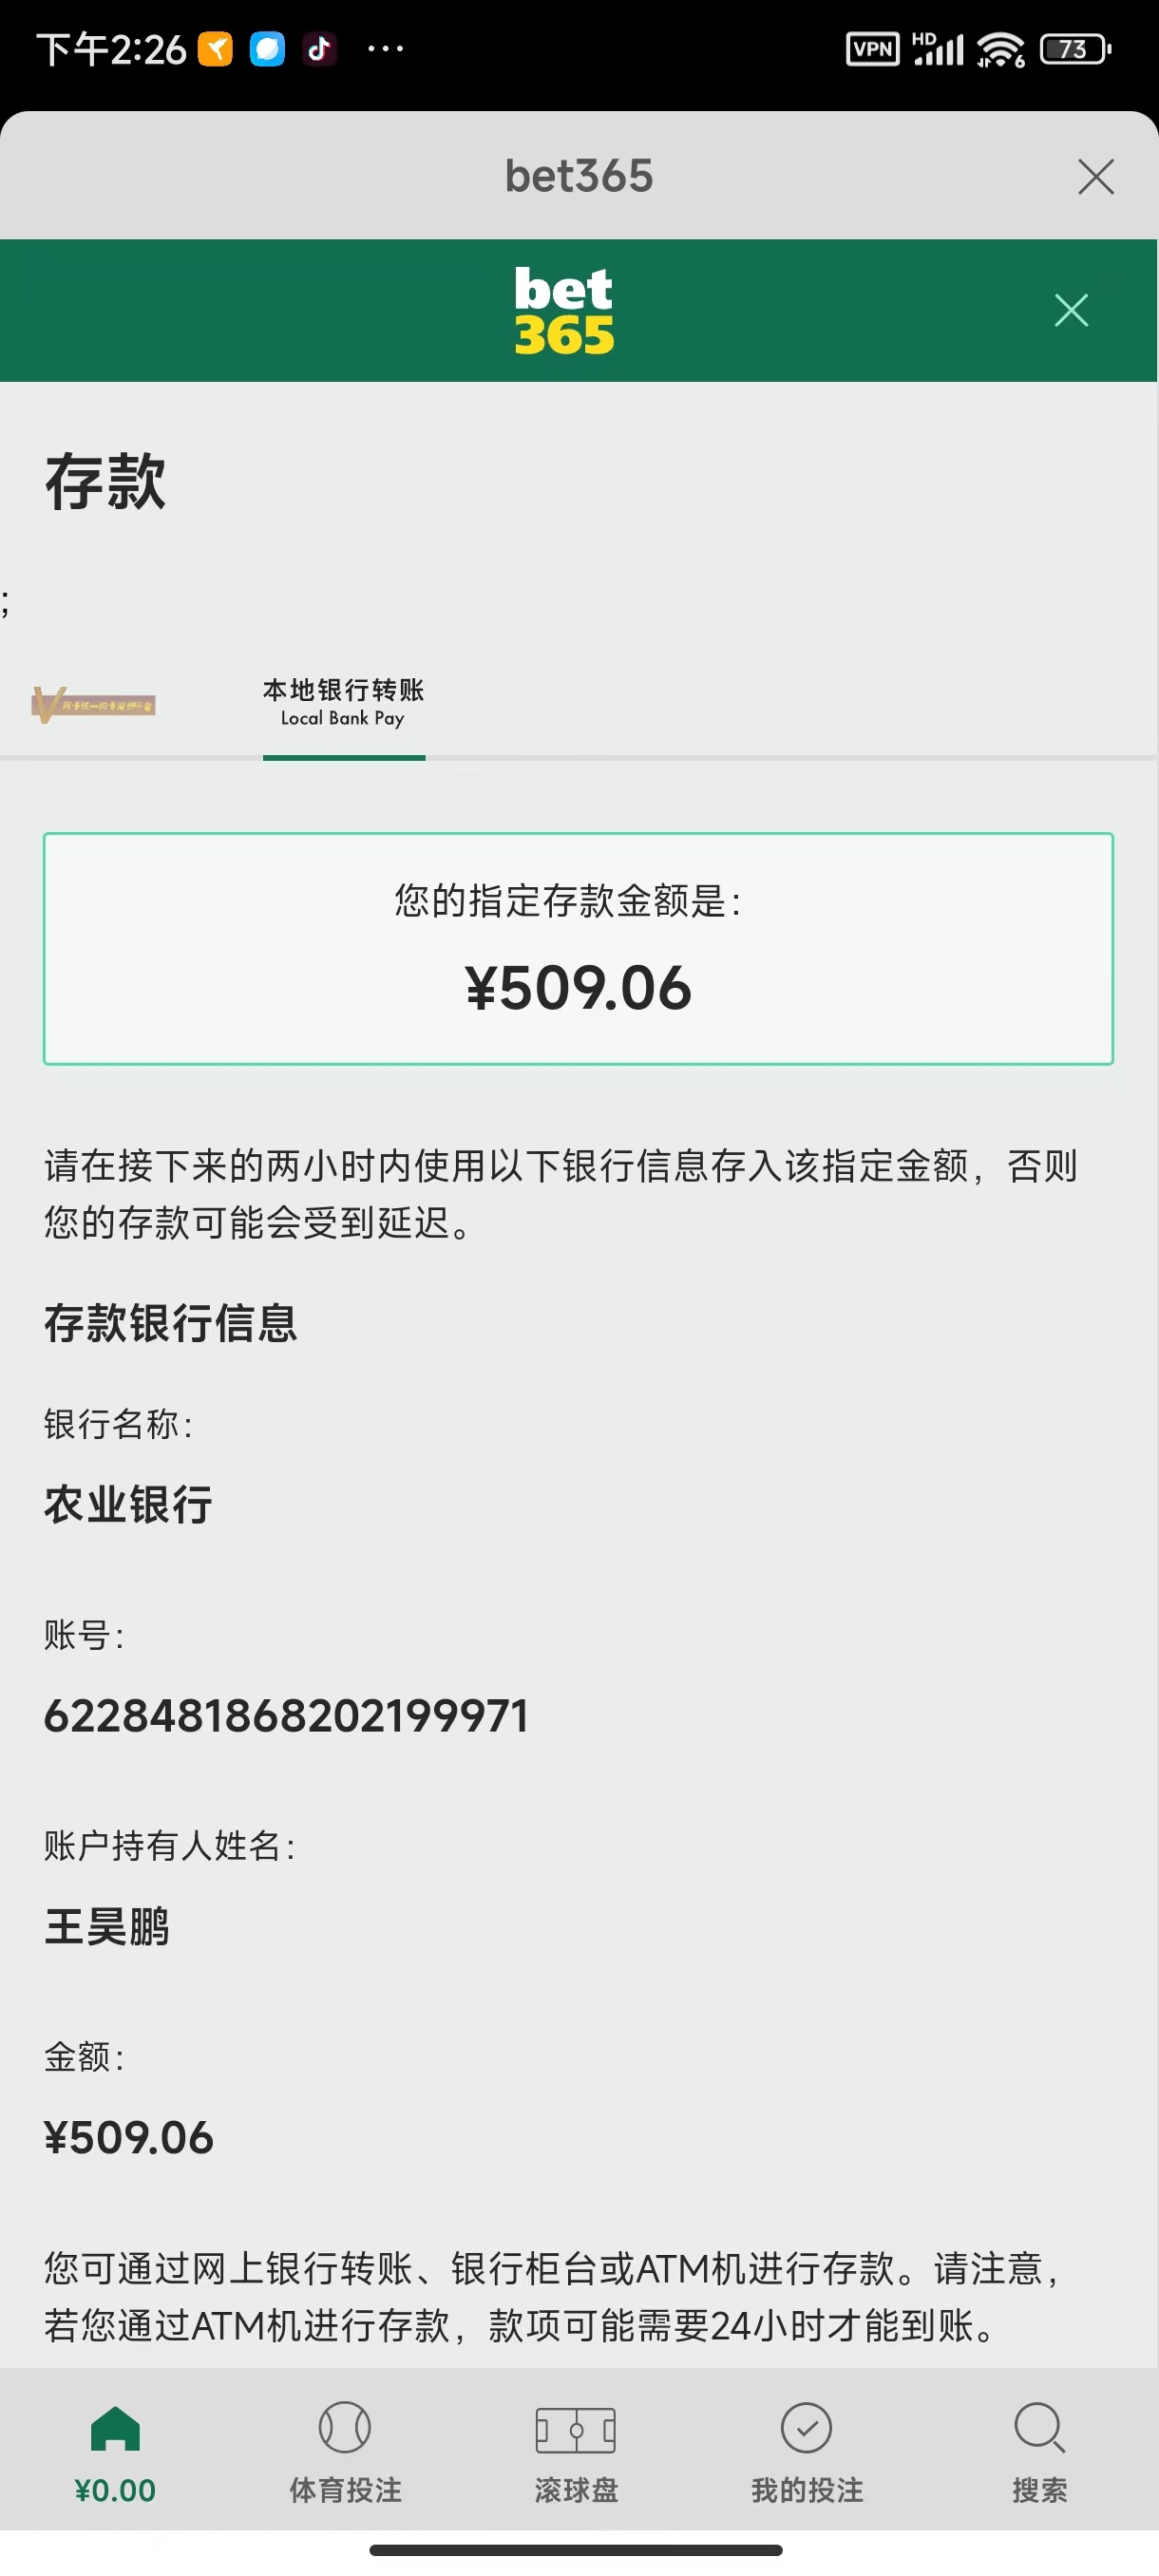 下午2:26
VPN HD 6 73
bet365
bet
365
存款
;
本地银行转账
Local Bank Pay
您的指定存款金额是:
¥509.06
请在接下来的两小时内使用以下银行信息存入该指定金额，否则
您的存款可能会受到延迟。
存款银行信息
银行名称:
农业银行
账号:
6228481868202199971
账户持有人姓名:
王昊鹏
金额:
¥509.06
您可通过网上银行转账、银行柜台或ATM机进行存款。请注意，
若您通过ATM机进行存款，款项可能需要24小时才能到账。
¥0.00 体育投注 滚球盘 我的投注 搜索